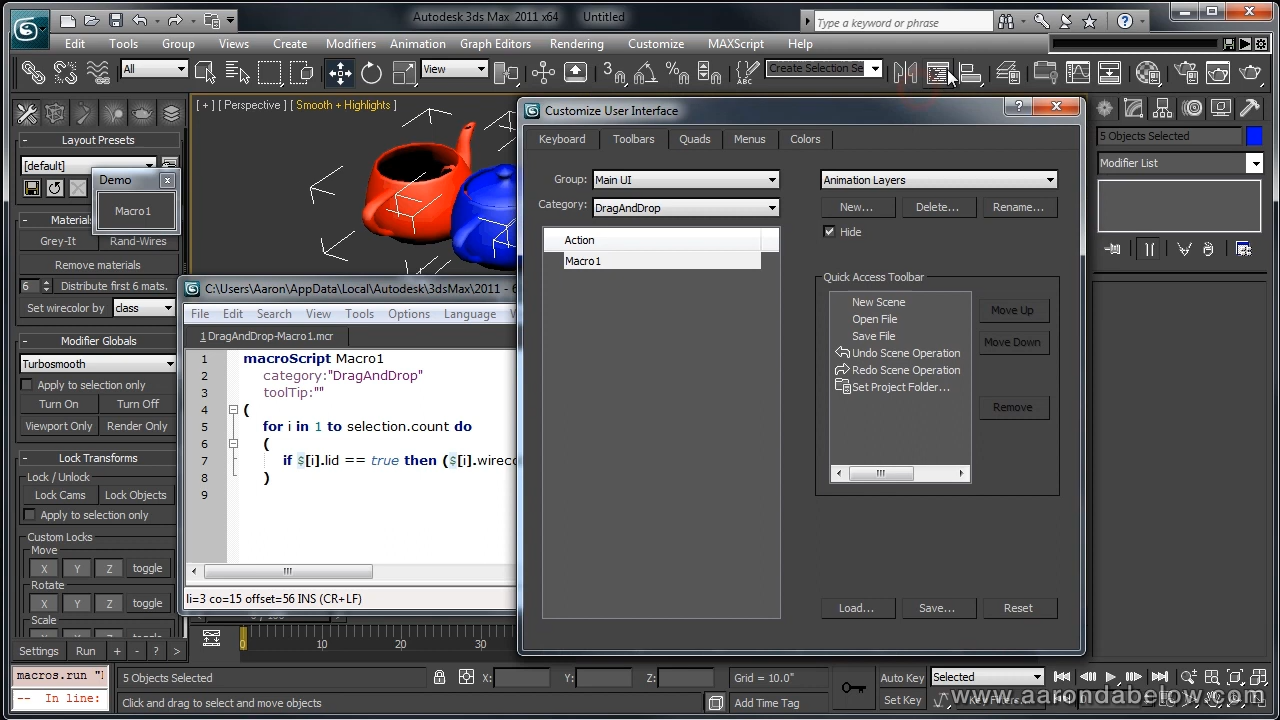 Autodesk 3ds Max 2011 x64 Untitled
Type a keyword or phrase
Edit Tools Group Views Create Modifiers Animation Graph Editors Rendering Customize MAXScript Help
All View Create Selection Se
[ + ] [ Perspective ] [ Smooth + Highlights ]
Layout Presets
[default]
Demo
Macro1
Materials
Grey-It Rand-Wires
Remove materials
6 Distribute first 6 mats.
Set wirecolor by class
Modifier Globals
Turbosmooth
Apply to selection only
Turn On Turn Off
Viewport Only Render Only
Lock Transforms
Lock / Unlock
Lock Cams Lock Objects
Apply to selection only
Custom Locks
Move
X Y Z toggle
Rotate
X Y Z toggle
Scale
X Y Z toggle
Settings Run + - ? >
C:\Users\Aaron\AppData\Local\Autodesk\3dsMax\2011 - 6
File Edit Search View Tools Options Language
1 DragAndDrop-Macro1.mcr
1 macroScript Macro1
2 category:"DragAndDrop"
3 toolTip:""
4 (
5 for i in 1 to selection.count do
6 (
7 if $[i].lid == true then ($[i].wireco
8 )
9
li=3 co=15 offset=56 INS (CR+LF)
Customize User Interface
Keyboard Toolbars Quads Menus Colors
Group: Main UI
Category: DragAndDrop
Action
Macro1
Animation Layers
New... Delete... Rename...
Hide
Quick Access Toolbar
New Scene
Open File
Save File
Undo Scene Operation
Redo Scene Operation
Set Project Folder...
Move Up
Move Down
Remove
Load... Save... Reset
5 Objects Selected
Modifier List
0 10 20 30
macros.run "I
-- In line:
5 Objects Selected X: Y: Z: Grid = 10.0" Auto Key Selected
Click and drag to select and move objects Add Time Tag Set Key Key Filters...
www.aarondabelow.com